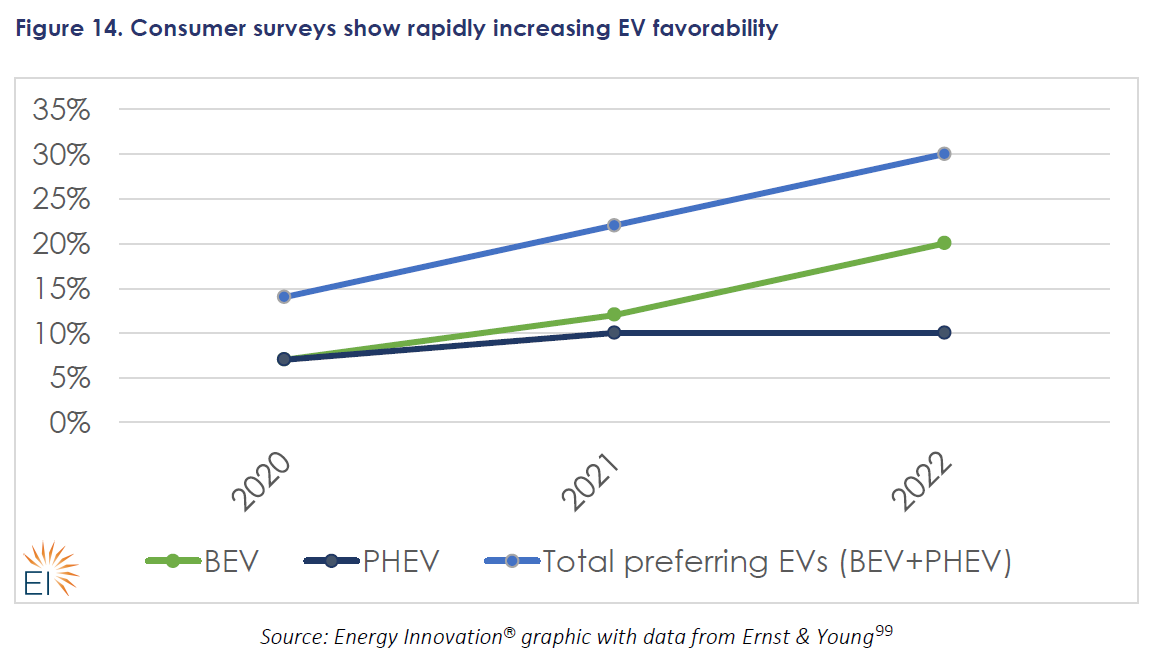 Figure 14. Consumer surveys show rapidly increasing EV favorability
35%
30%
25%
20%
15%
10%
5%
0%
2020
2021
2022
EI
BEV
PHEV
Total preferring EVs (BEV+PHEV)
Source: Energy Innovation® graphic with data from Ernst & Young99